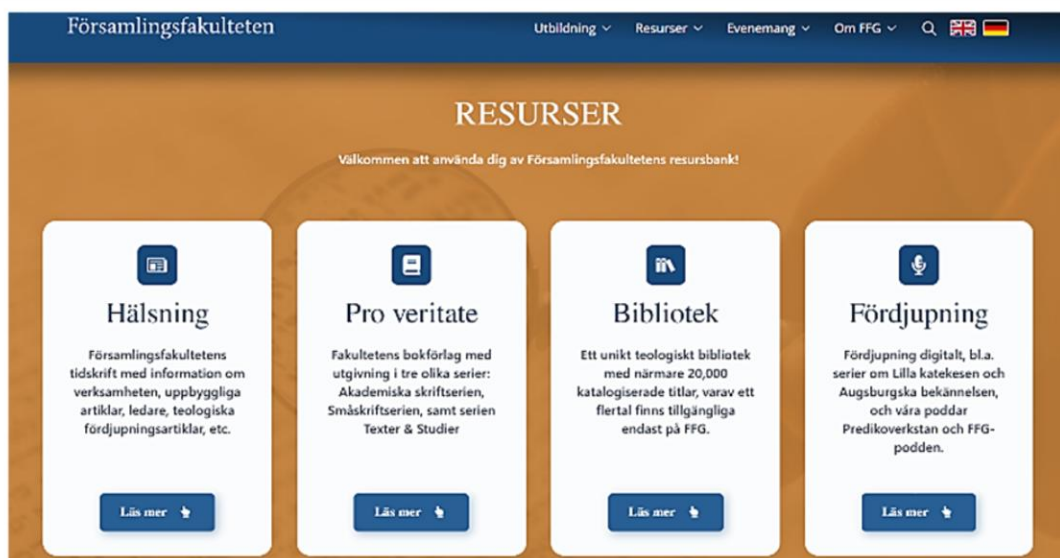 Församlingsfakulteten
Utbildning Resurser Evenemang Om FFG
RESURSER
Välkommen att använda dig av Församlingsfakultetens resursbank!
Hälsning
Församlingsfakultetens
tidskrift med information om
verksamheten, uppbyggliga
artiklar, ledare, teologiska
fördjupningsartiklar, etc.
Läs mer
Pro veritate
Fakultetens bokförlag med
utgivning i tre olika serier:
Akademiska skriftserien,
Småskriftserien, samt serien
Texter & Studier
Läs mer
Bibliotek
Ett unikt teologiskt bibliotek
med närmare 20,000
katalogiserade titlar, varav ett
flertal finns tillgängliga
endast på FFG.
Läs mer
Fördjupning
Fördjupning digitalt, bl.a.
serier om Lilla katekesen och
Augsburgska bekännelsen,
och våra poddar
Predikoverkstan och FFG-
podden.
Läs mer